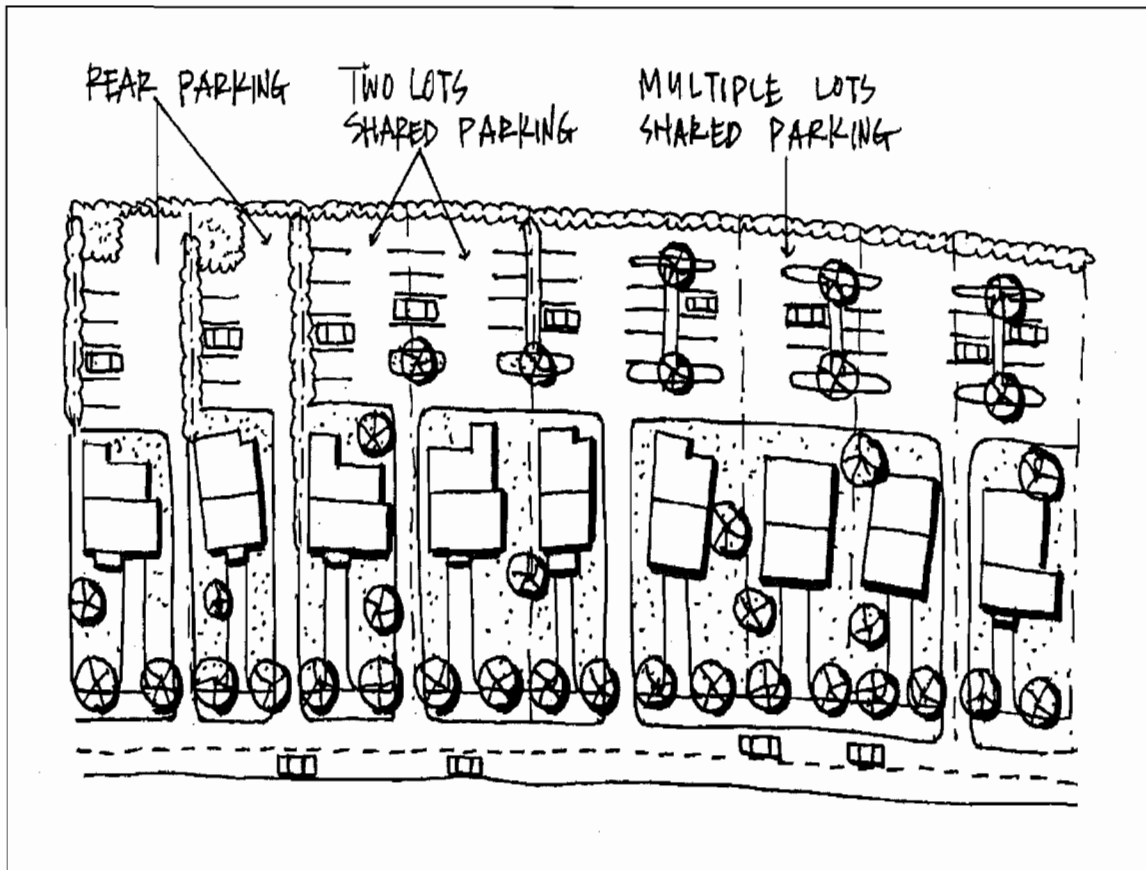 REAR PARKING
TWO LOTS
SHARED PARKING
MULTIPLE LOTS
SHARED PARKING